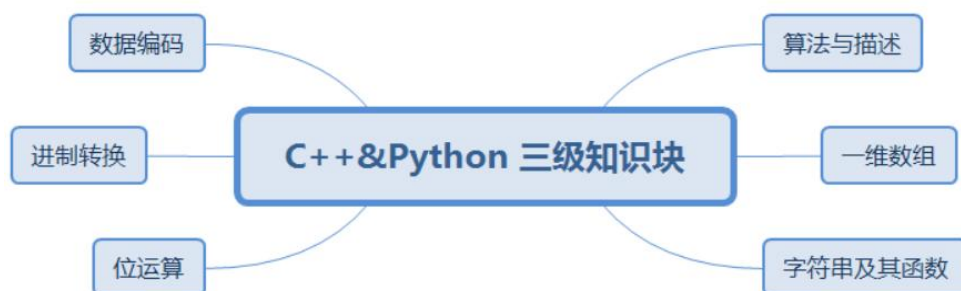 数据编码
算法与描述
进制转换
C++&Python 三级知识块
一维数组
位运算
字符串及其函数